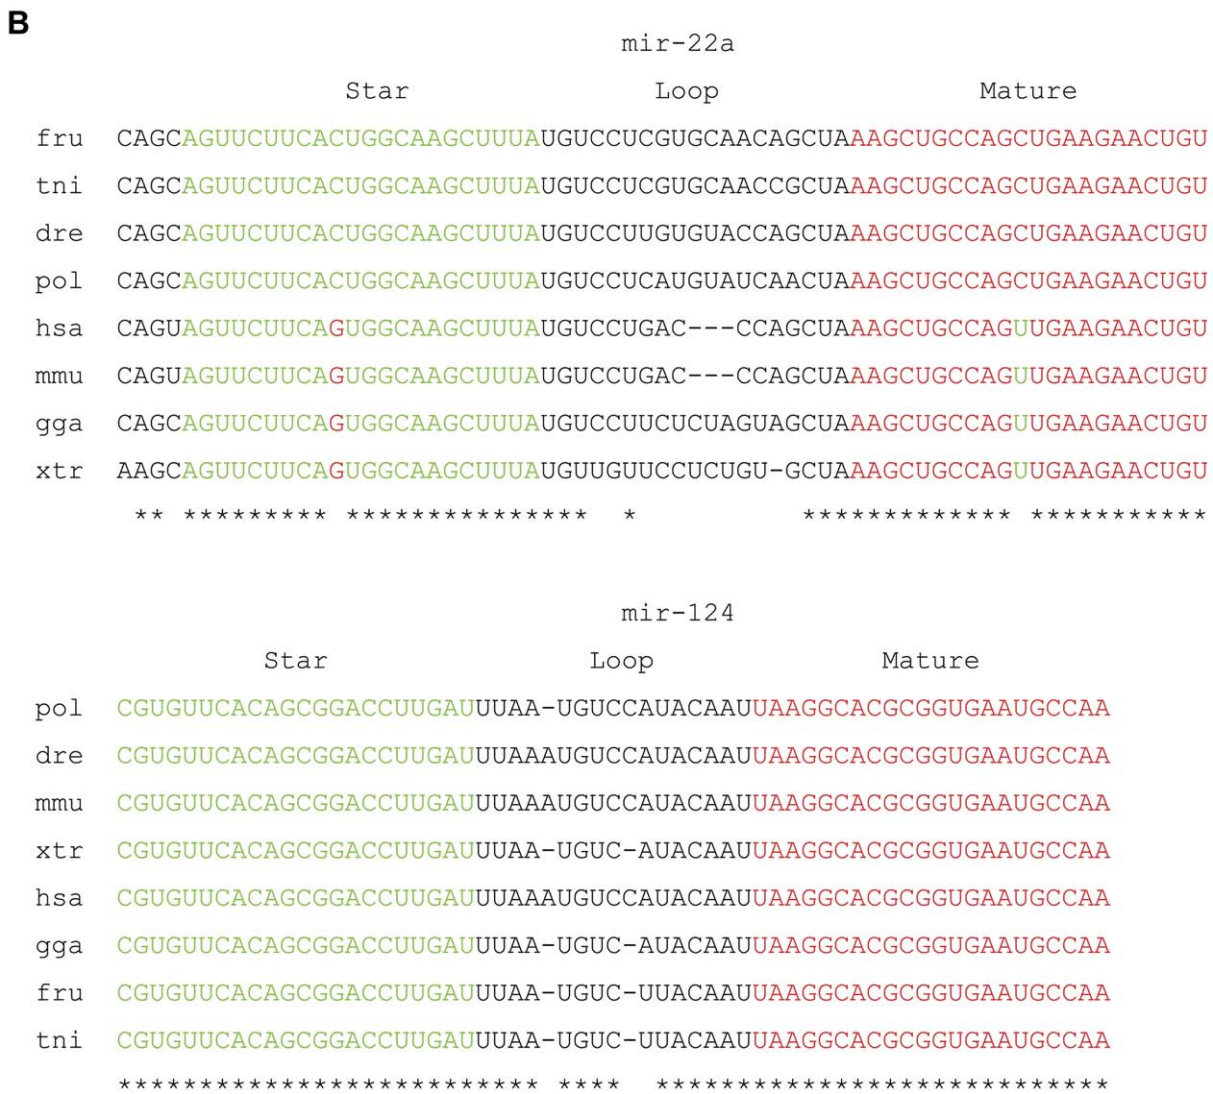 B
mir-22a
Star Loop Mature
fru CAGCAGUUCUUCACUGGCAAGCUUUAUGUCCUCGUGCAACAGCUAAAGCUGCCAGCUGAAGAACUGU
tni CAGCAGUUCUUCACUGGCAAGCUUUAUGUCCUCGUGCAACCGCUAAAGCUGCCAGCUGAAGAACUGU
dre CAGCAGUUCUUCACUGGCAAGCUUUAUGUCCUUGUGUACCAGCUAAAGCUGCCAGCUGAAGAACUGU
pol CAGCAGUUCUUCACUGGCAAGCUUUAUGUCCUCAUGUAUCAACUAAAGCUGCCAGCUGAAGAACUGU
hsa CAGUAGUUCUUCAGUGGCAAGCUUUAUGUCCUGAC---CCAGCUAAAGCUGCCAGUUGAAGAACUGU
mmu CAGUAGUUCUUCAGUGGCAAGCUUUAUGUCCUGAC---CCAGCUAAAGCUGCCAGUUGAAGAACUGU
gga CAGCAGUUCUUCAGUGGCAAGCUUUAUGUCCUUCUCUAGUAGCUAAAGCUGCCAGUUGAAGAACUGU
xtr AAGCAGUUCUUCAGUGGCAAGCUUUAUGUUGUUCCUCUGU-GCUAAAGCUGCCAGUUGAAGAACUGU
** ********* *************** * ************* ***********
mir-124
Star Loop Mature
pol CGUGUUCACAGCGGACCUUGAUUUAA-UGUCCAUACAAUUAAGGCACGCGGUGAAUGCCAA
dre CGUGUUCACAGCGGACCUUGAUUUAAAUGUCCAUACAAUUAAGGCACGCGGUGAAUGCCAA
mmu CGUGUUCACAGCGGACCUUGAUUUAAAUGUCCAUACAAUUAAGGCACGCGGUGAAUGCCAA
xtr CGUGUUCACAGCGGACCUUGAUUUAA-UGUC-AUACAAUUAAGGCACGCGGUGAAUGCCAA
hsa CGUGUUCACAGCGGACCUUGAUUUAAAUGUCCAUACAAUUAAGGCACGCGGUGAAUGCCAA
gga CGUGUUCACAGCGGACCUUGAUUUAA-UGUC-AUACAAUUAAGGCACGCGGUGAAUGCCAA
fru CGUGUUCACAGCGGACCUUGAUUUAA-UGUC-UUACAAUUAAGGCACGCGGUGAAUGCCAA
tni CGUGUUCACAGCGGACCUUGAUUUAA-UGUC-UUACAAUUAAGGCACGCGGUGAAUGCCAA
************************** **** ****************************